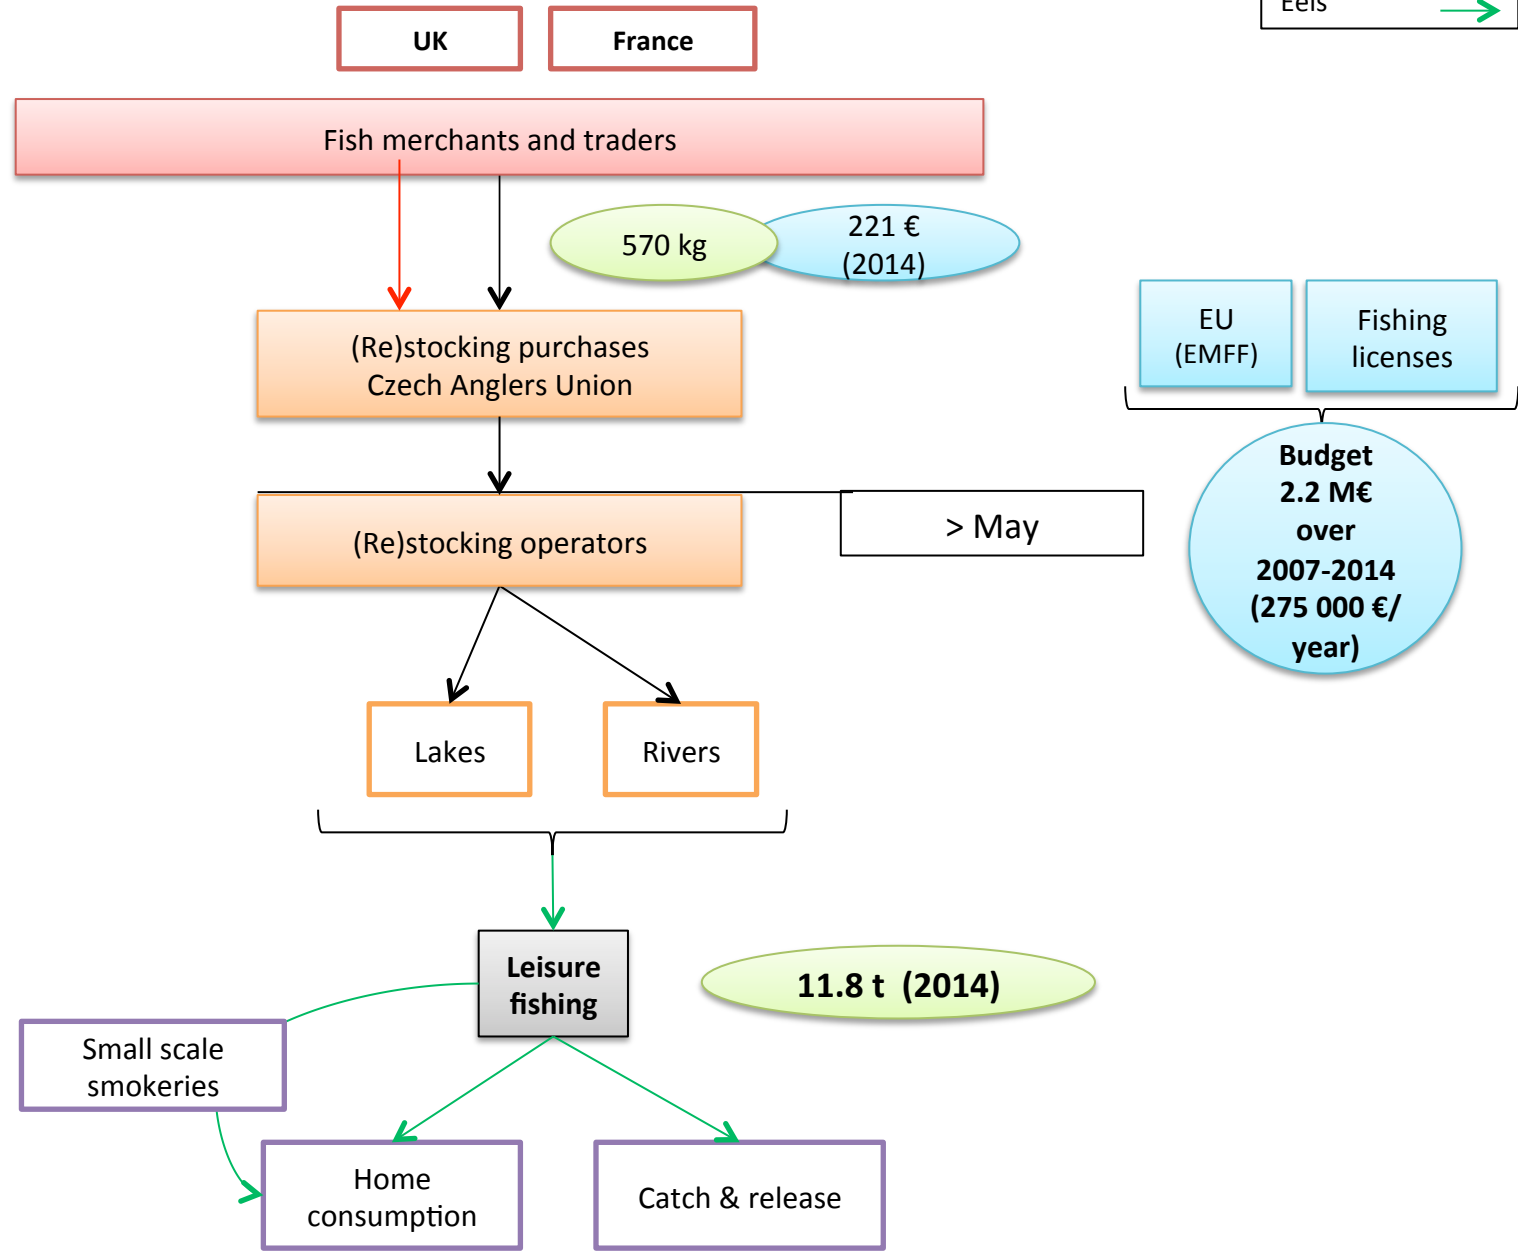 Eels
UK
France
Fish merchants and traders
570 kg
221 €
(2014)
(Re)stocking purchases
Czech Anglers Union
EU
(EMFF)
Fishing
licenses
Budget
2.2 M€
over
2007-2014
(275 000 €/
year)
> May
(Re)stocking operators
Lakes
Rivers
Leisure
fishing
11.8 t (2014)
Small scale
smokeries
Home
consumption
Catch & release